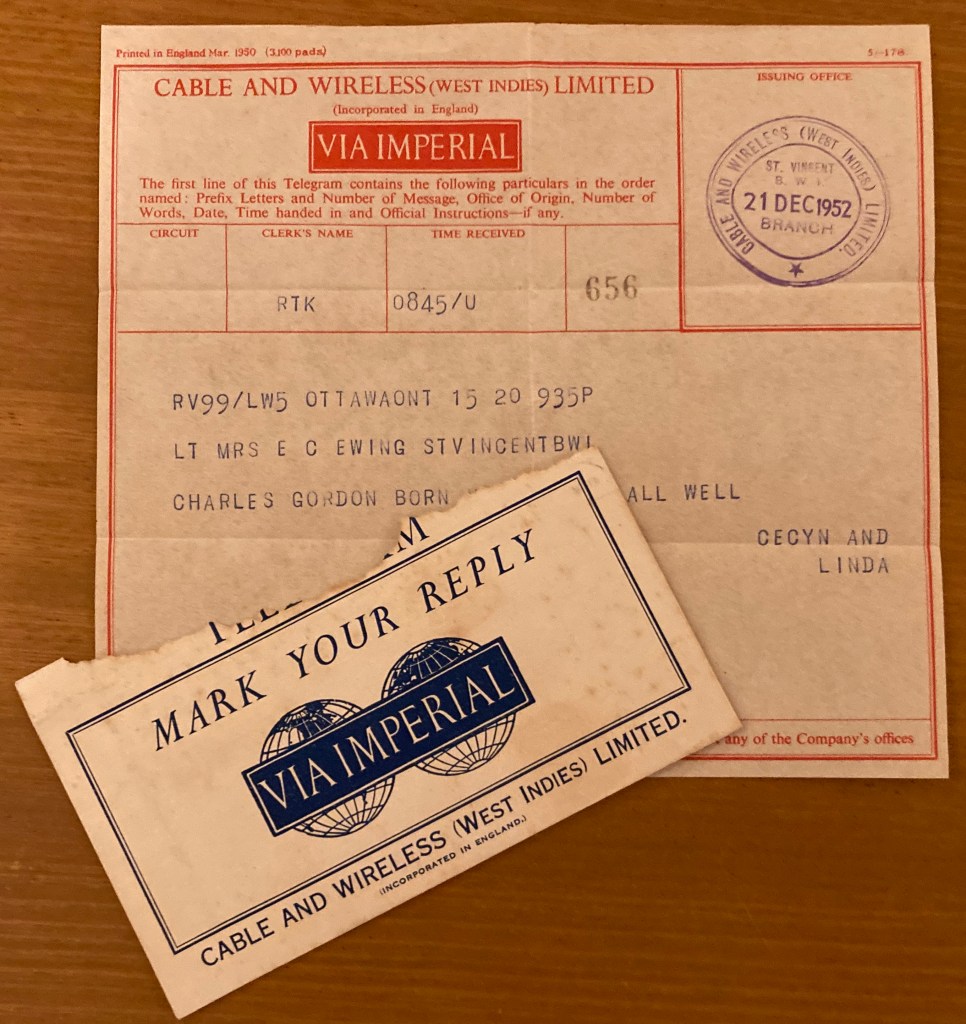 Printed in England Mar. 1950 (3,100 pads)
5—178
CABLE AND WIRELESS (WEST INDIES) LIMITED
(Incorporated in England)
VIA IMPERIAL
The first line of this Telegram contains the following particulars in the order
named: Prefix Letters and Number of Message, Office of Origin, Number of
Words, Date, Time handed in and Official Instructions—if any.
ISSUING OFFICE
CABLE AND WIRELESS (WEST INDIES) LIMITED.
ST. VINCENT
B. W. I.
21 DEC 1952
BRANCH
CIRCUIT CLERK'S NAME TIME RECEIVED
RTK 0845/U 656
RV99/LW5 OTTAWAONT 15 20 935P
LT MRS E C EWING STVINCENTBWI
CHARLES GORDON BORN ALL WELL
CECYN AND
LINDA
any of the Company's offices
MARK YOUR REPLY
VIA IMPERIAL
CABLE AND WIRELESS (WEST INDIES) LIMITED.
(INCORPORATED IN ENGLAND.)